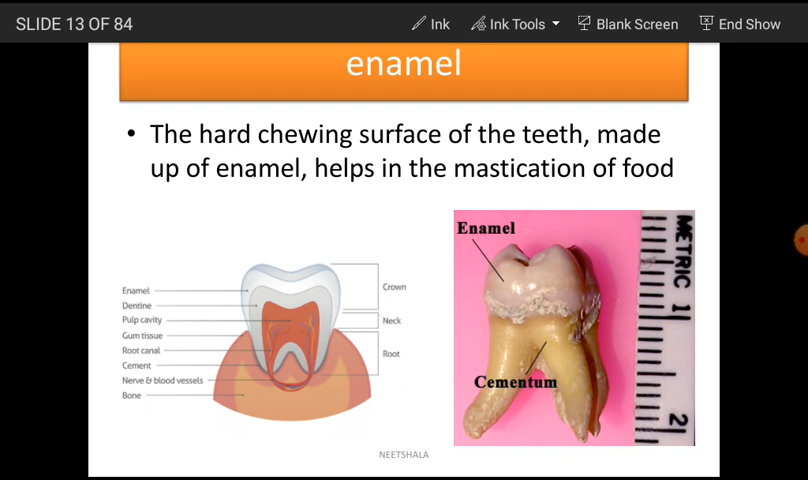 SLIDE 13 OF 84
Ink
Ink Tools
Blank Screen
End Show
enamel
• The hard chewing surface of the teeth, made
up of enamel, helps in the mastication of food
Enamel
Dentine
Pulp cavity
Gum tissue
Root canal
Cement
Nerve & blood vessels
Bone
Crown
Neck
Root
Enamel
Cementum
METRIC 1
2
NEETSHALA